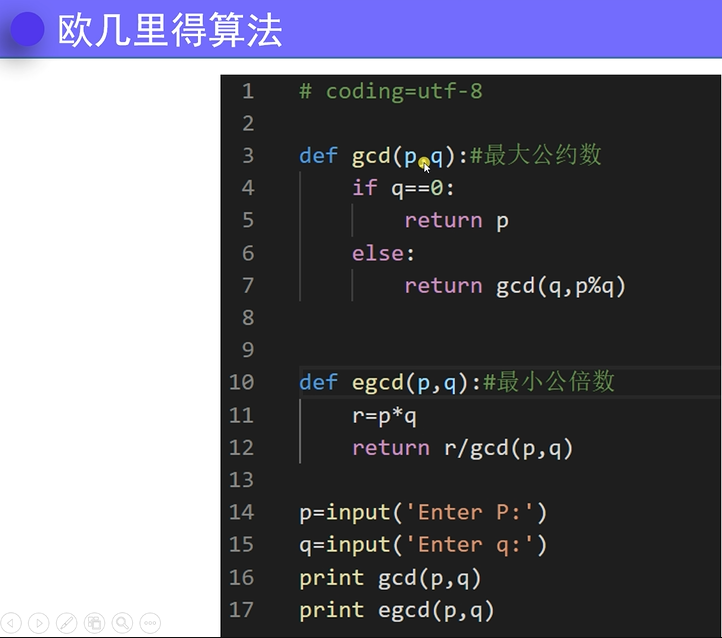 欧几里得算法
1 # coding=utf-8
2
3 def gcd(p,q):#最大公约数
4     if q==0:
5         return p
6     else:
7         return gcd(q,p%q)
8
9
10 def egcd(p,q):#最小公倍数
11     r=p*q
12     return r/gcd(p,q)
13
14 p=input('Enter P:')
15 q=input('Enter q:')
16 print gcd(p,q)
17 print egcd(p,q)